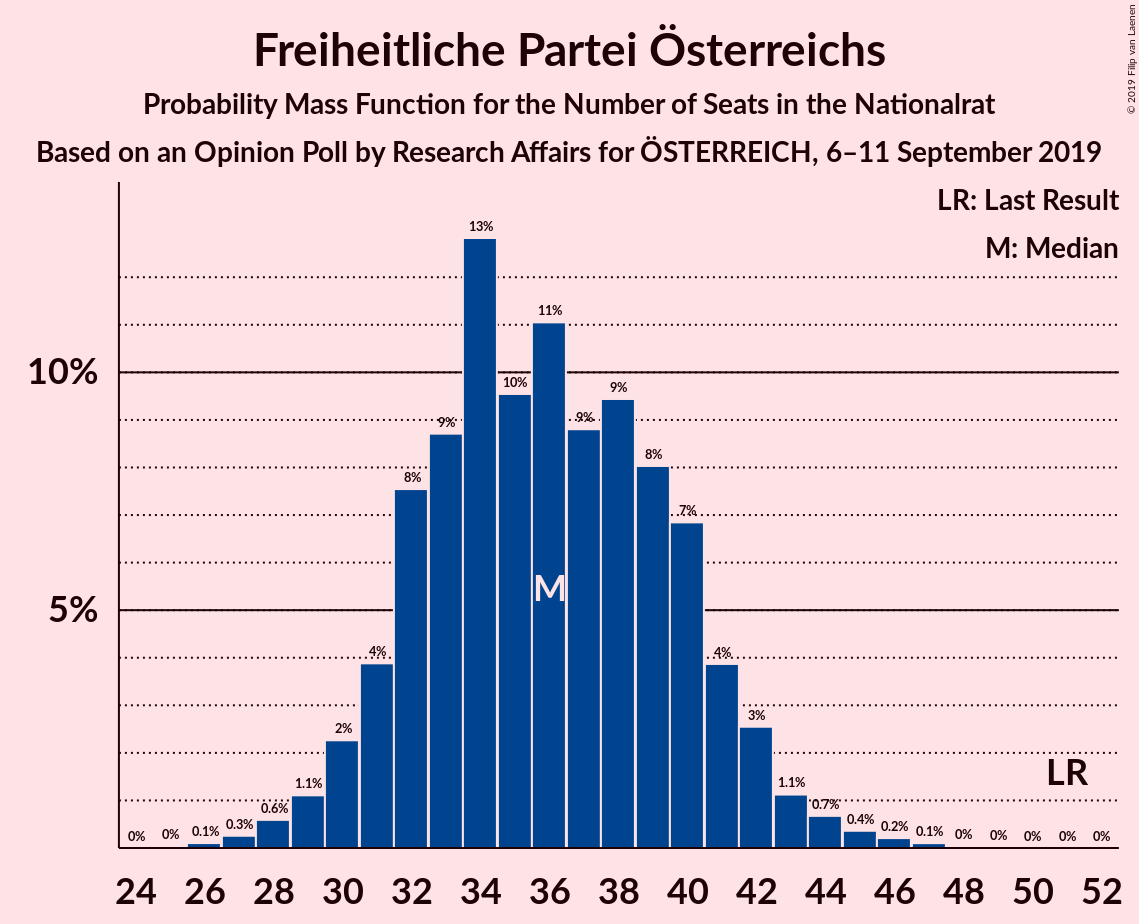 Freiheitliche Partei Österreichs
Probability Mass Function for the Number of Seats in the Nationalrat
Based on an Opinion Poll by Research Affairs for ÖSTERREICH, 6–11 September 2019
© 2019 Filip van Laenen
LR: Last Result
M: Median
10%
5%
0% 0% 0.1% 0.3% 0.6% 1.1% 2% 4% 8% 9% 13% 10% 11% 9% 9% 8% 7% 4% 3% 1.1% 0.7% 0.4% 0.2% 0.1% 0% 0% 0% 0% 0%
M
LR
24 26 28 30 32 34 36 38 40 42 44 46 48 50 52